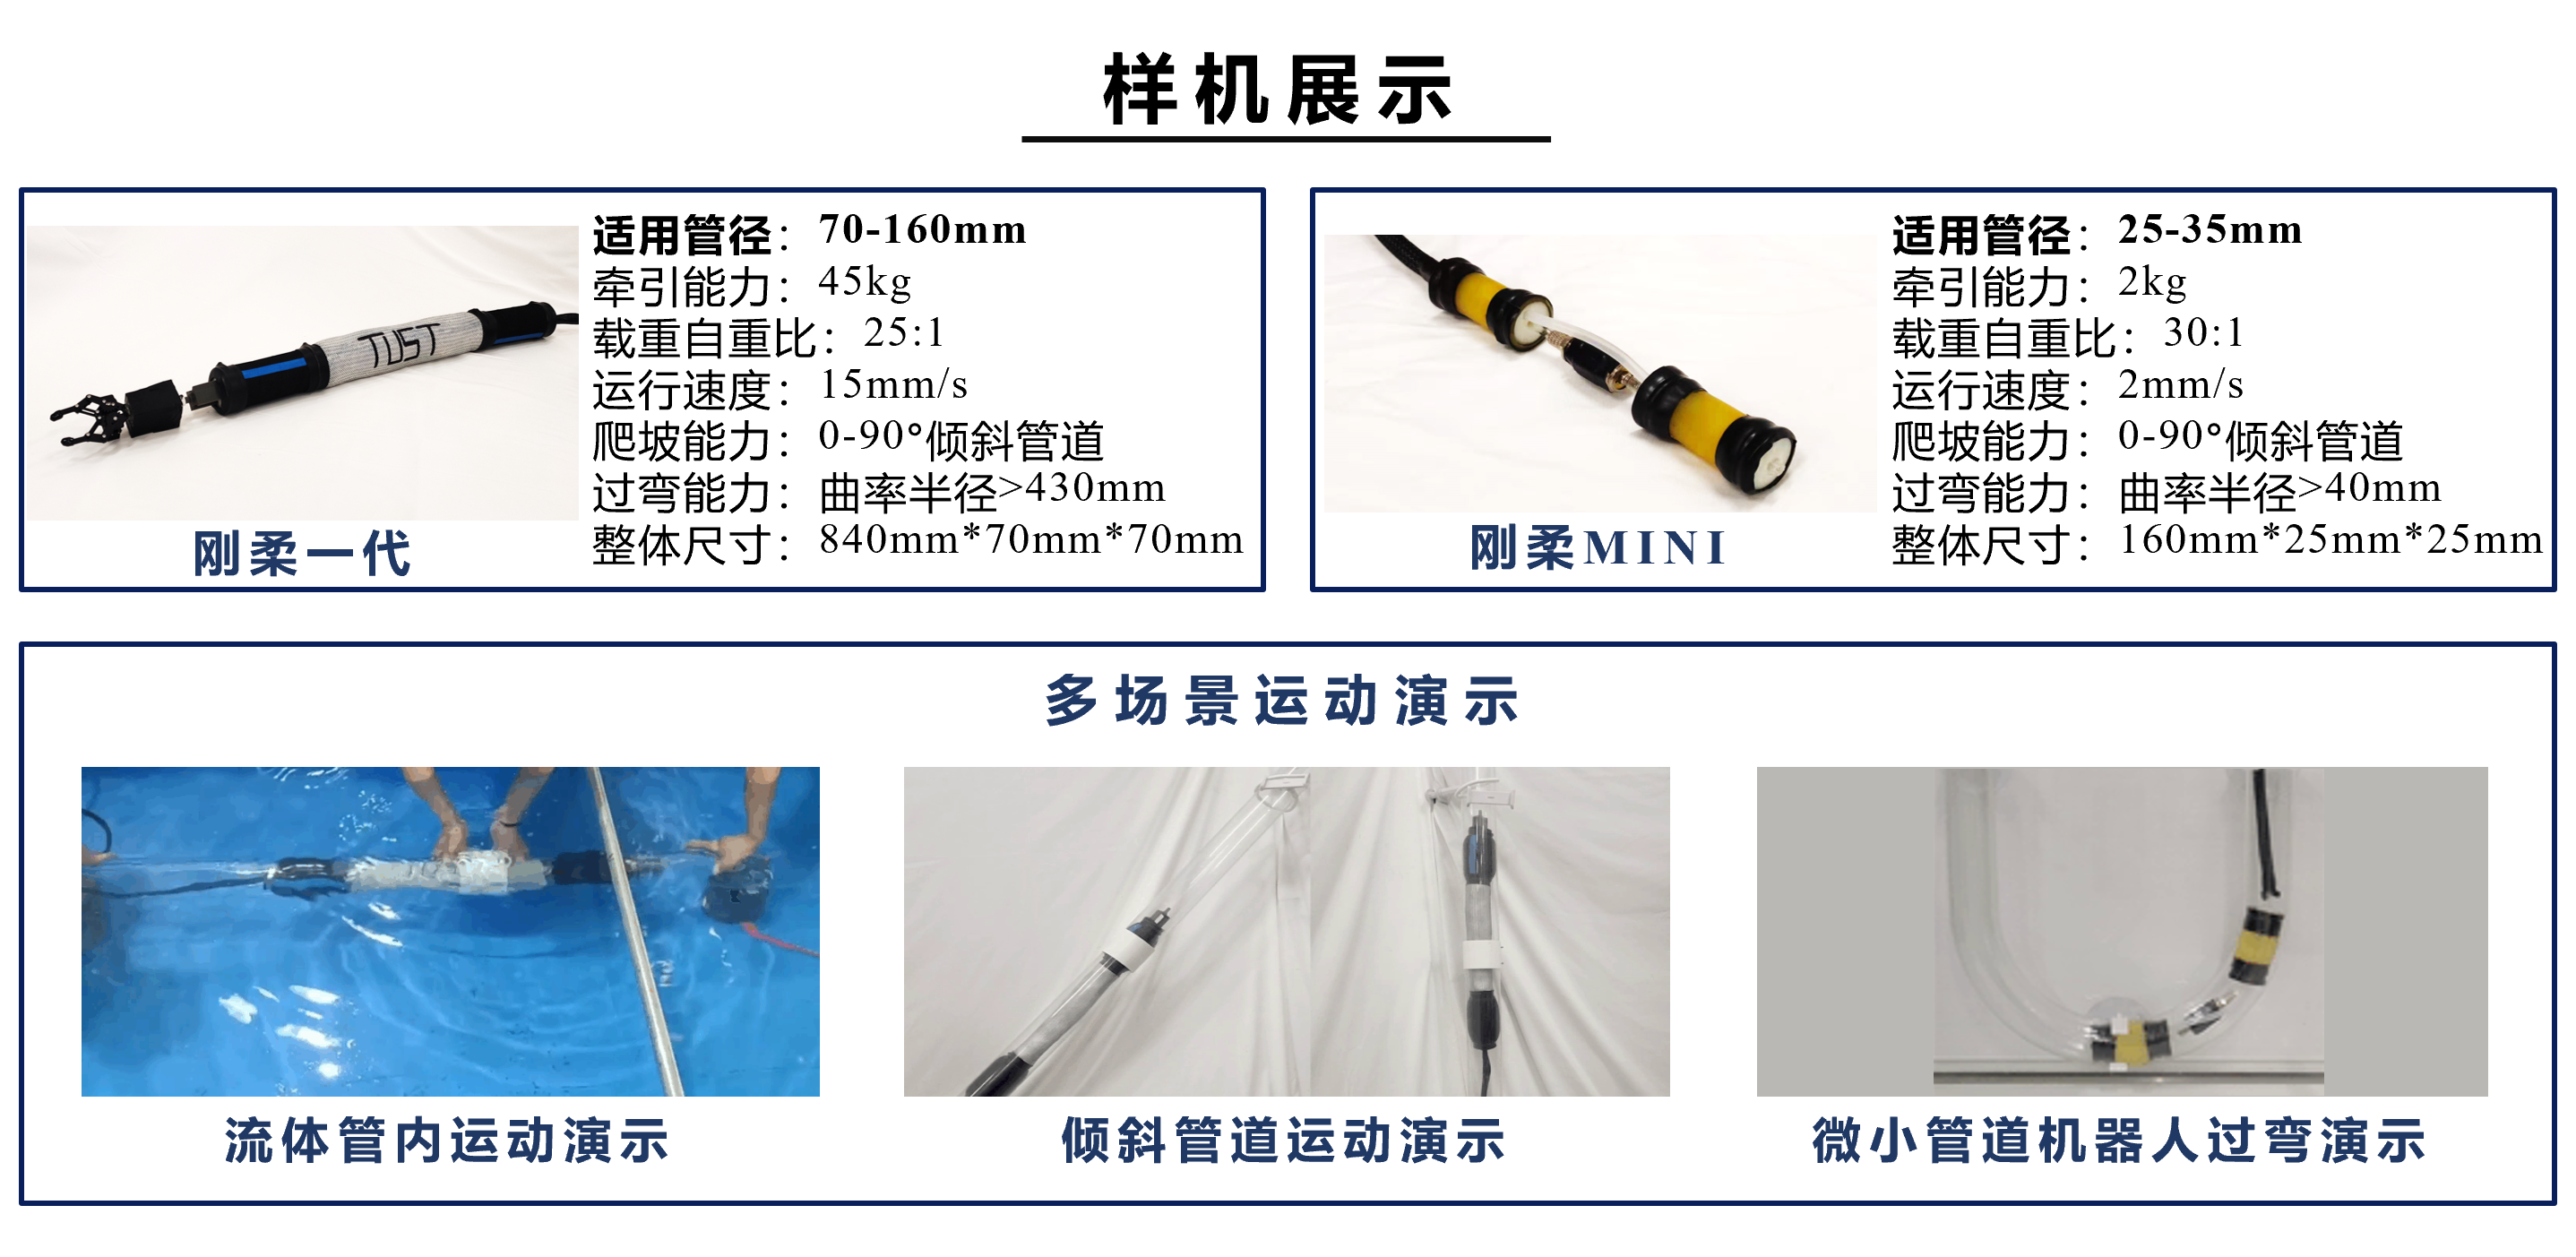 样机展示
TUST
刚柔一代
适用管径：70-160mm
牵引能力：45kg
载重自重比：25:1
运行速度：15mm/s
爬坡能力：0-90°倾斜管道
过弯能力：曲率半径>430mm
整体尺寸：840mm*70mm*70mm
刚柔MINI
适用管径：25-35mm
牵引能力：2kg
载重自重比：30:1
运行速度：2mm/s
爬坡能力：0-90°倾斜管道
过弯能力：曲率半径>40mm
整体尺寸：160mm*25mm*25mm
多场景运动演示
流体管内运动演示
倾斜管道运动演示
微小管道机器人过弯演示